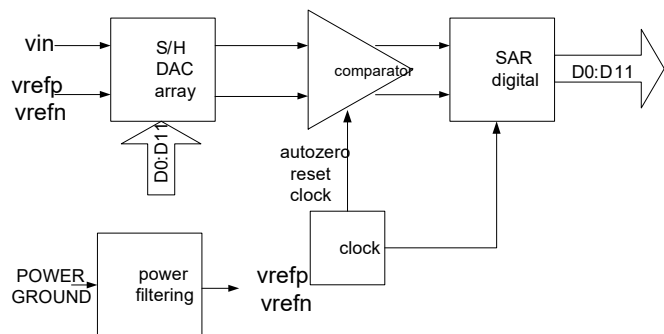 vin
vrefp
vrefn
S/H
DAC
array
D0:D11
comparator
autozero
reset
clock
SAR
digital
D0:D11
clock
POWER
GROUND
power
filtering
vrefp
vrefn